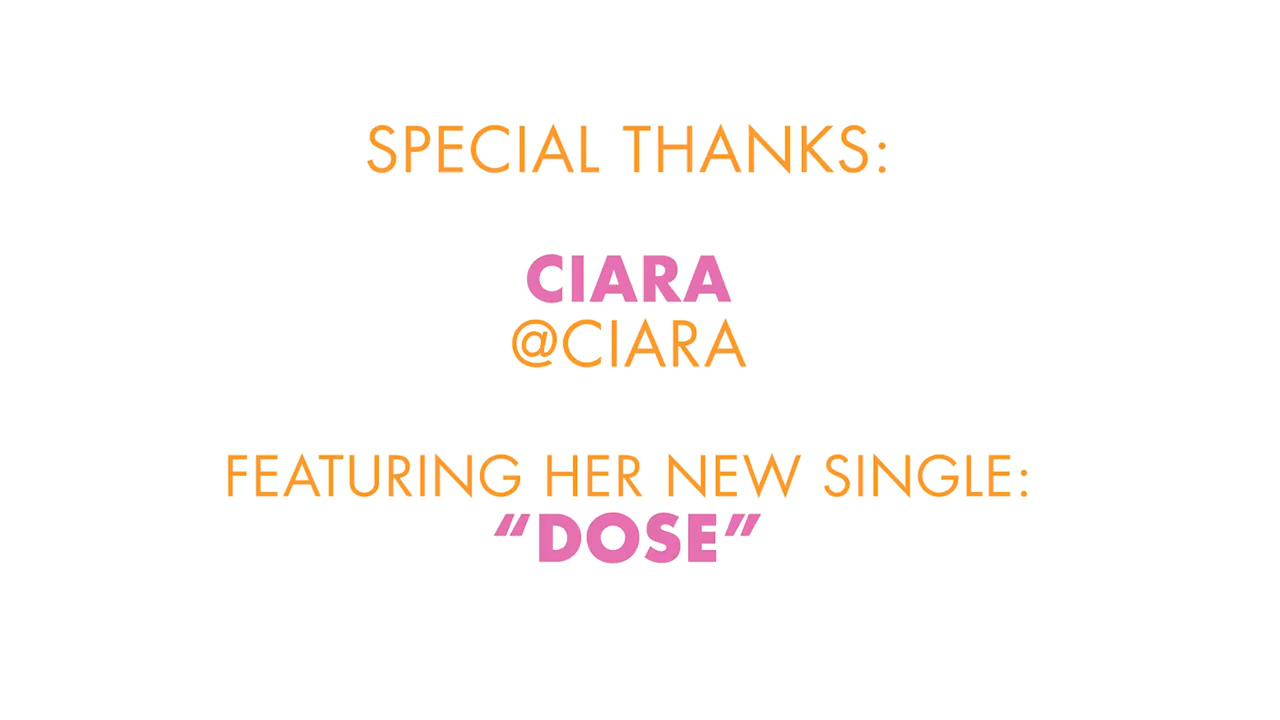 SPECIAL THANKS:
CIARA
@CIARA
FEATURING HER NEW SINGLE:
“DOSE”